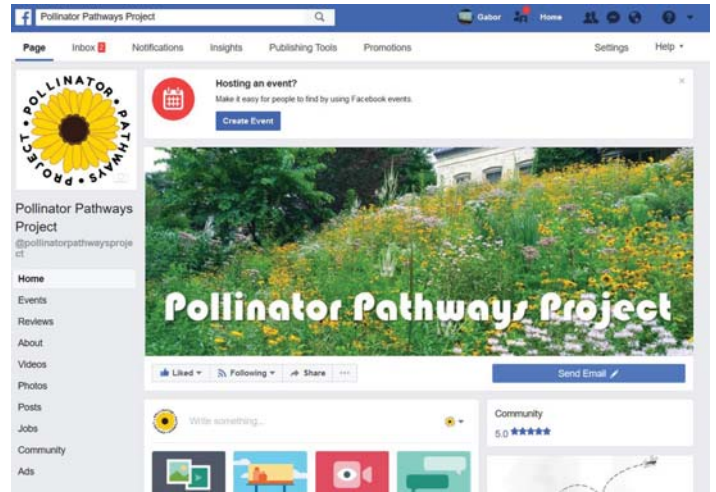 Pollinator Pathways Project
Gabor
Home
Page
Inbox 2
Notifications
Insights
Publishing Tools
Promotions
Settings
Help
POLLINATOR • PATHWAYS • PROJECT •
Hosting an event?
Make it easy for people to find by using Facebook events.
Create Event
Pollinator Pathways
Project
@pollinatorpathwaysproje
ct
Home
Events
Reviews
About
Videos
Photos
Posts
Jobs
Community
Ads
Pollinator Pathways Project
Liked
Following
Share
Send Email
Write something...
Community
5.0 ★★★★★